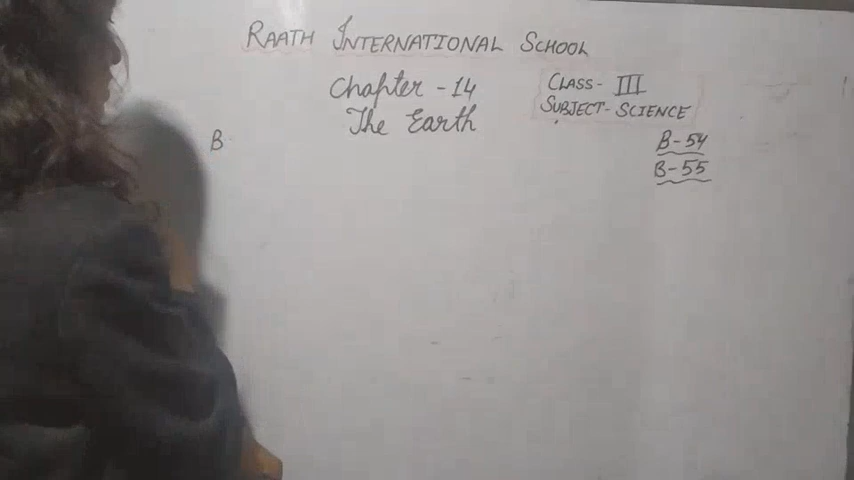 RAATH INTERNATIONAL SCHOOL
Chapter - 14
The Earth
CLASS - III
SUBJECT - SCIENCE
B - 54
B - 55
B